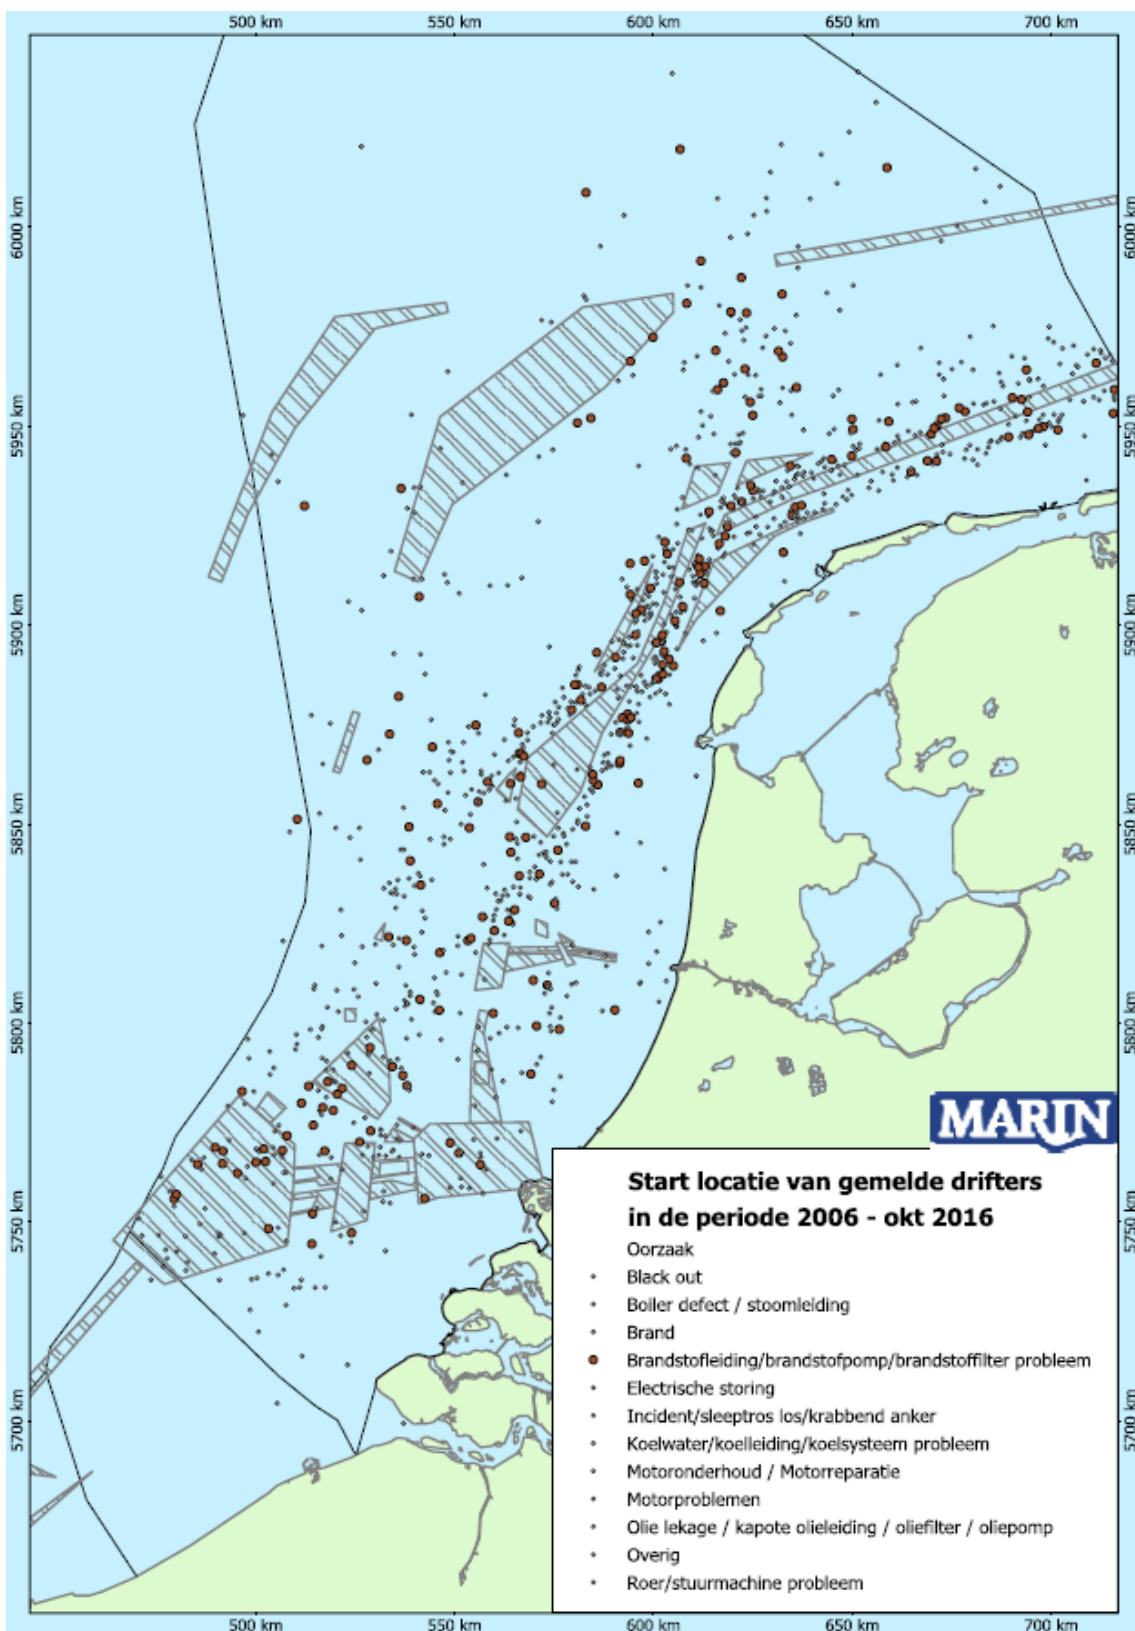 500 km 550 km 600 km 650 km 700 km
6000 km 6000 km
5950 km 5950 km
5900 km 5900 km
5850 km 5850 km
5800 km 5800 km
5750 km 5750 km
5700 km 5700 km
MARIN
Start locatie van gemelde drifters
in de periode 2006 - okt 2016
Oorzaak
Black out
Boiler defect / stoomleiding
Brand
Brandstofleiding/brandstofpomp/brandstoffilter probleem
Electrische storing
Incident/sleeptros los/krabbend anker
Koelwater/koelleiding/koelsysteem probleem
Motoronderhoud / Motorreparatie
Motorproblemen
Olie lekage / kapote olieleiding / oliefilter / oliepomp
Overig
Roer/stuurmachine probleem
500 km 550 km 600 km 650 km 700 km